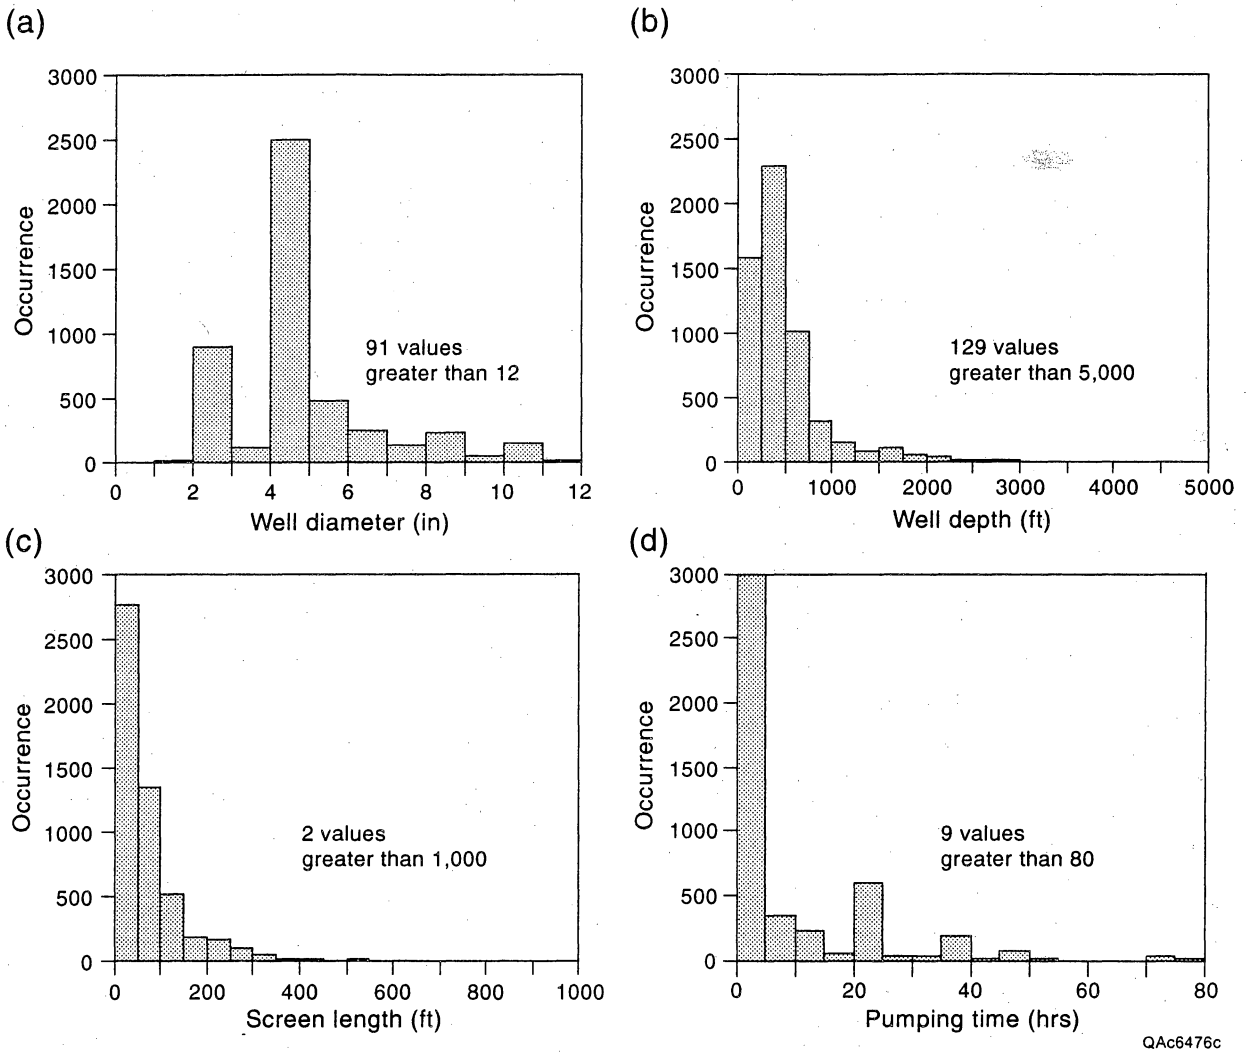 (a)
3000
2500
2000
1500
1000
500
0
Occurrence
91 values
greater than 12
0 2 4 6 8 10 12
Well diameter (in)
(b)
3000
2500
2000
1500
1000
500
0
Occurrence
129 values
greater than 5,000
0 1000 2000 3000 4000 5000
Well depth (ft)
(c)
3000
2500
2000
1500
1000
500
0
Occurrence
2 values
greater than 1,000
0 200 400 600 800 1000
Screen length (ft)
(d)
3000
2500
2000
1500
1000
500
0
Occurrence
9 values
greater than 80
0 20 40 60 80
Pumping time (hrs)
QAc6476c